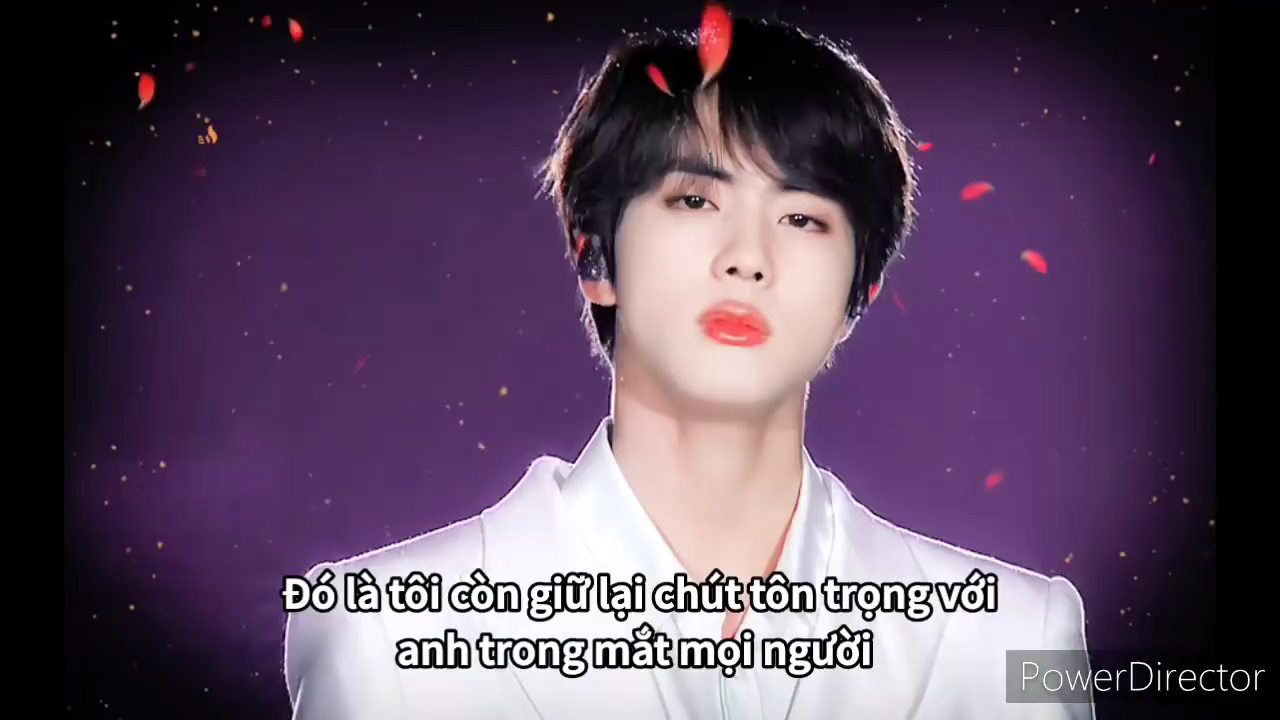 Đó là tôi còn giữ lại chút tôn trọng với
anh trong mắt mọi người
PowerDirector